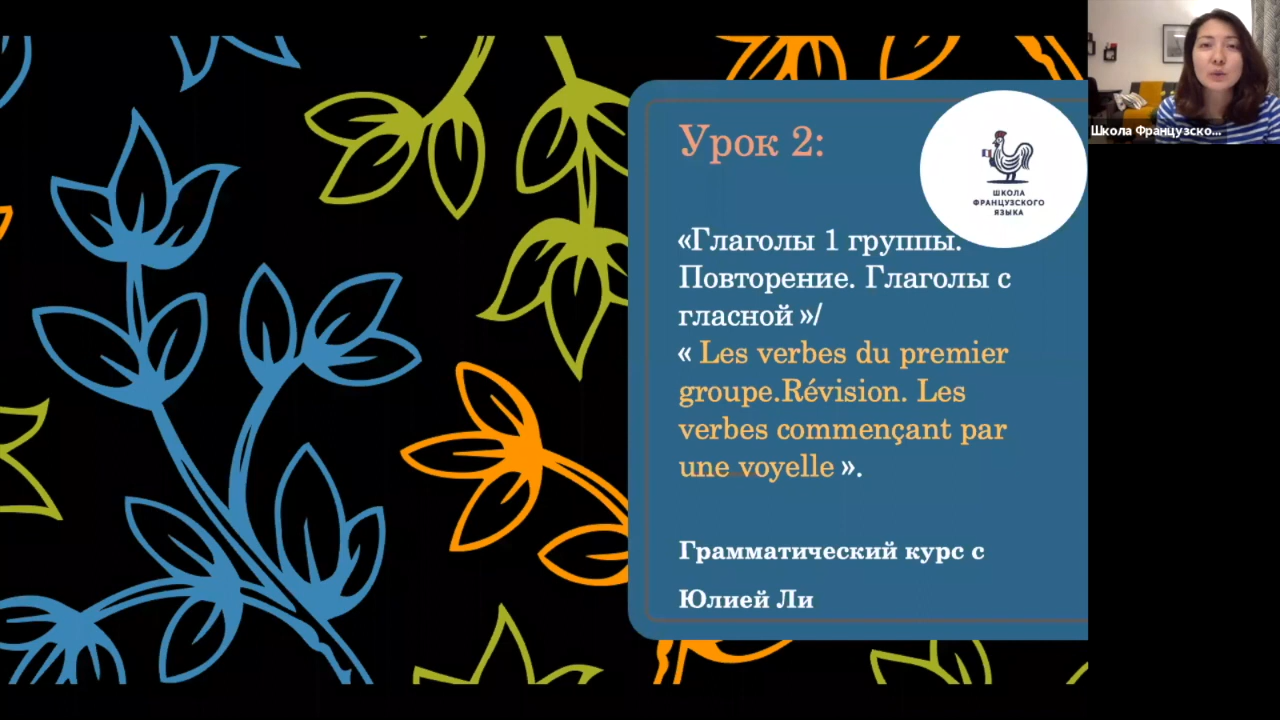 Урок 2:
ШКОЛА
ФРАНЦУЗСКОГО
ЯЗЫКА
«Глаголы 1 группы.
Повторение. Глаголы с
гласной »/
« Les verbes du premier
groupe.Révision. Les
verbes commençant par
une voyelle ».
Грамматический курс с
Юлией Ли
Школа Французско...